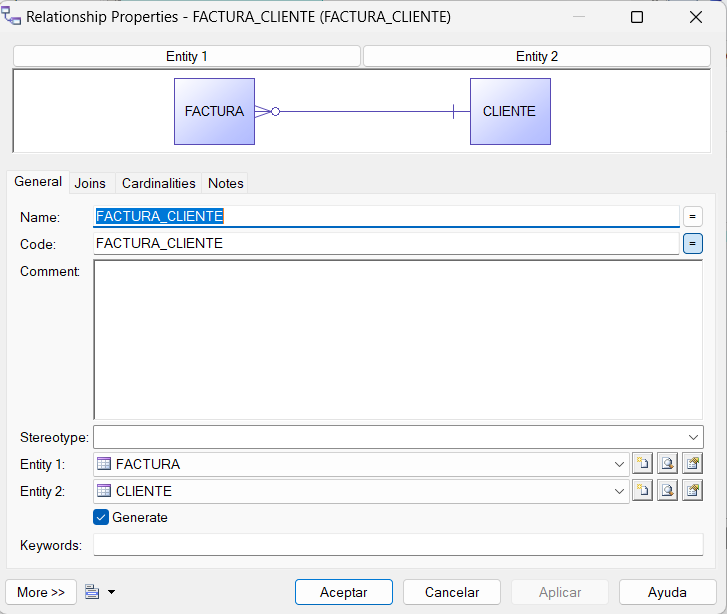 Relationship Properties - FACTURA_CLIENTE (FACTURA_CLIENTE)
Entity 1 Entity 2
FACTURA CLIENTE
General Joins Cardinalities Notes
Name: FACTURA_CLIENTE =
Code: FACTURA_CLIENTE =
Comment:
Stereotype:
Entity 1: FACTURA
Entity 2: CLIENTE
Generate
Keywords:
More >> Aceptar Cancelar Aplicar Ayuda